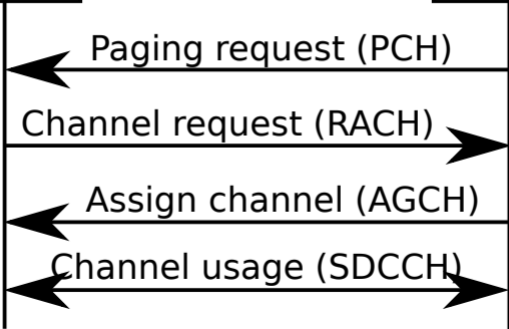 Paging request (PCH)
Channel request (RACH)
Assign channel (AGCH)
Channel usage (SDCCH)